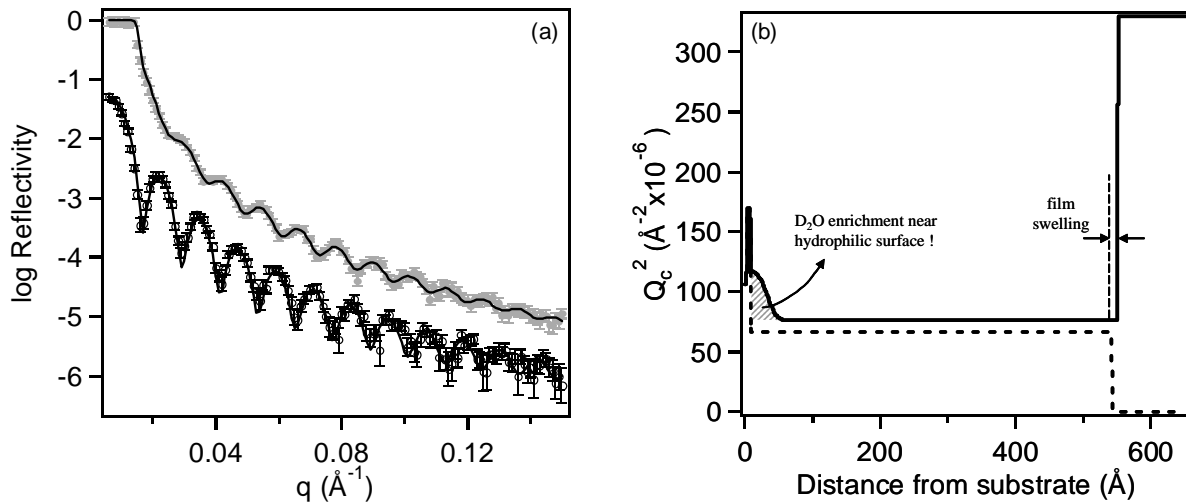 (a)
0
-1
-2
-3
-4
-5
-6
log Reflectivity
0.04
0.08
0.12
q (Å⁻¹)
(b)
300
250
200
150
100
50
0
Q_c² (Å⁻²x10⁻⁶)
D₂O enrichment near
hydrophilic surface !
film
swelling
0
200
400
600
Distance from substrate (Å)